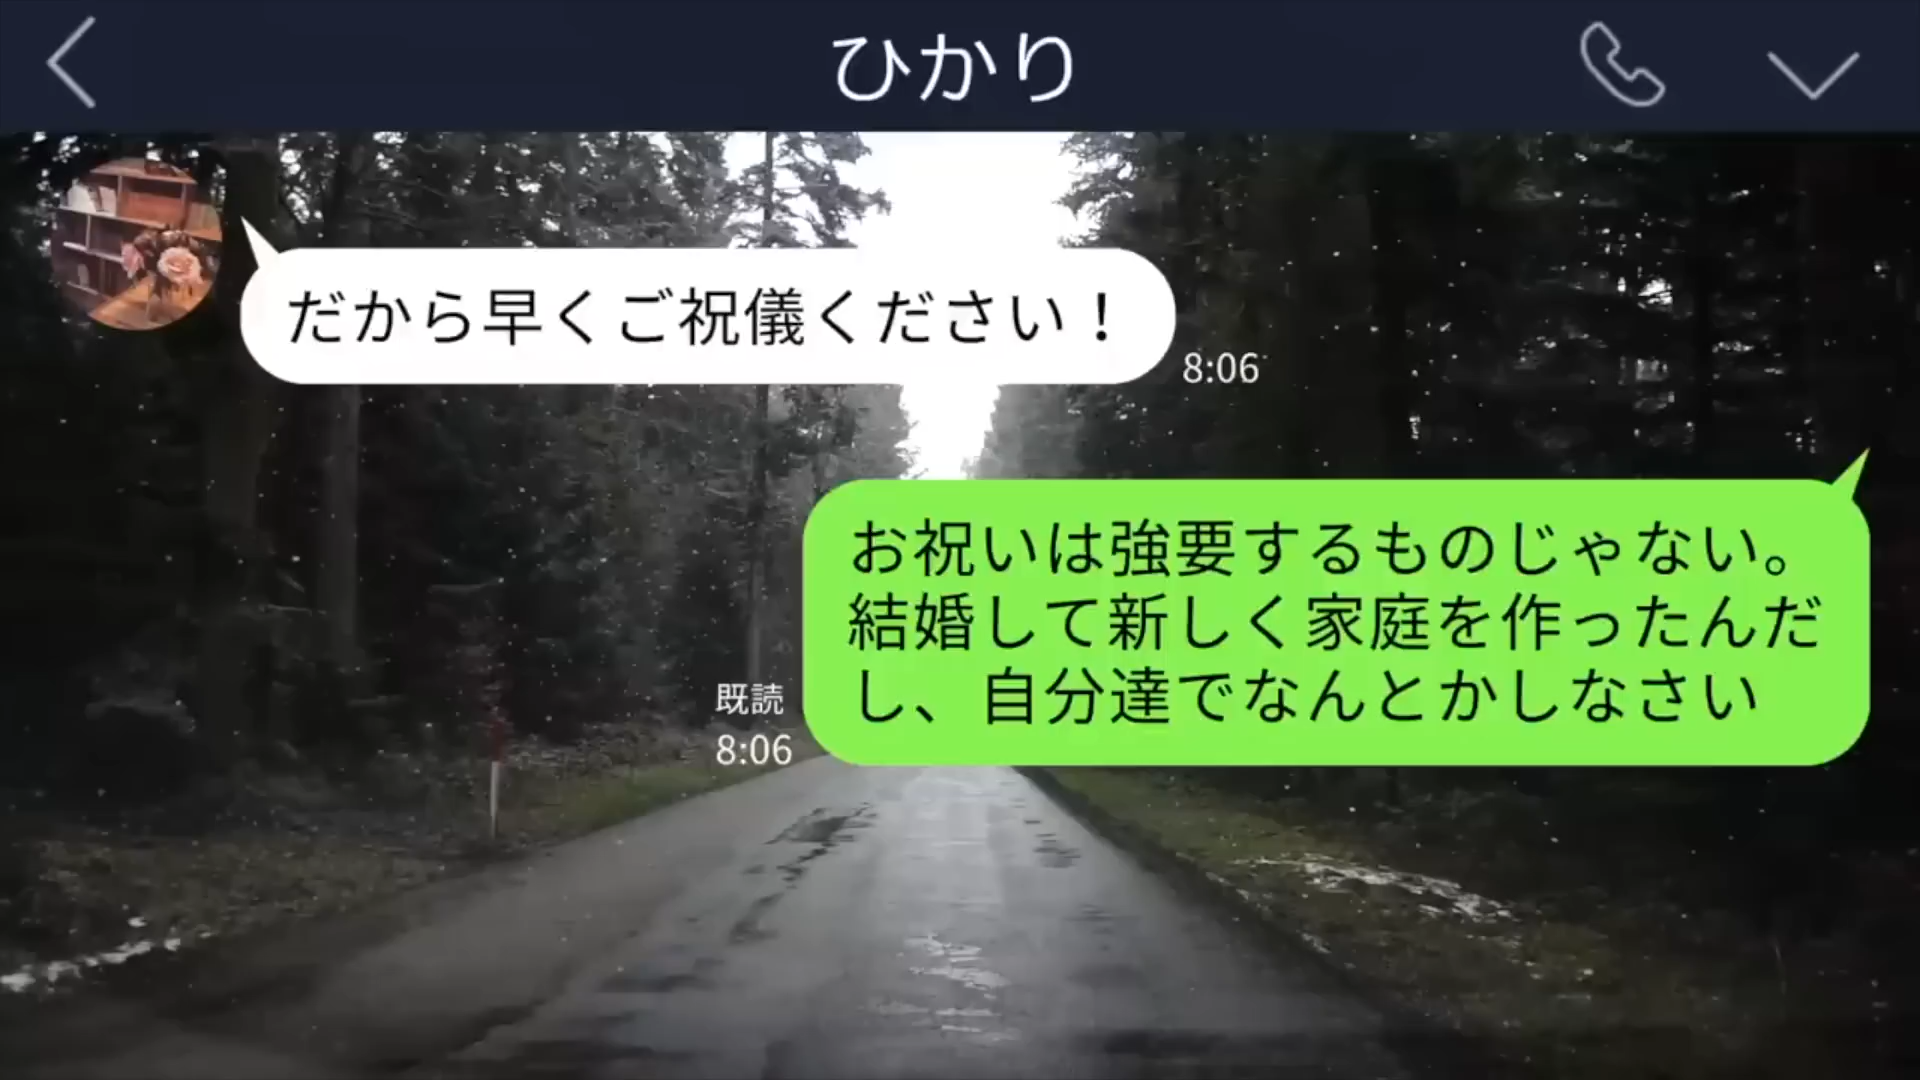 ひかり
だから早くご祝儀ください！
8:06
お祝いは強要するものじゃない。
結婚して新しく家庭を作ったんだ
し、自分達でなんとかしなさい
既読
8:06